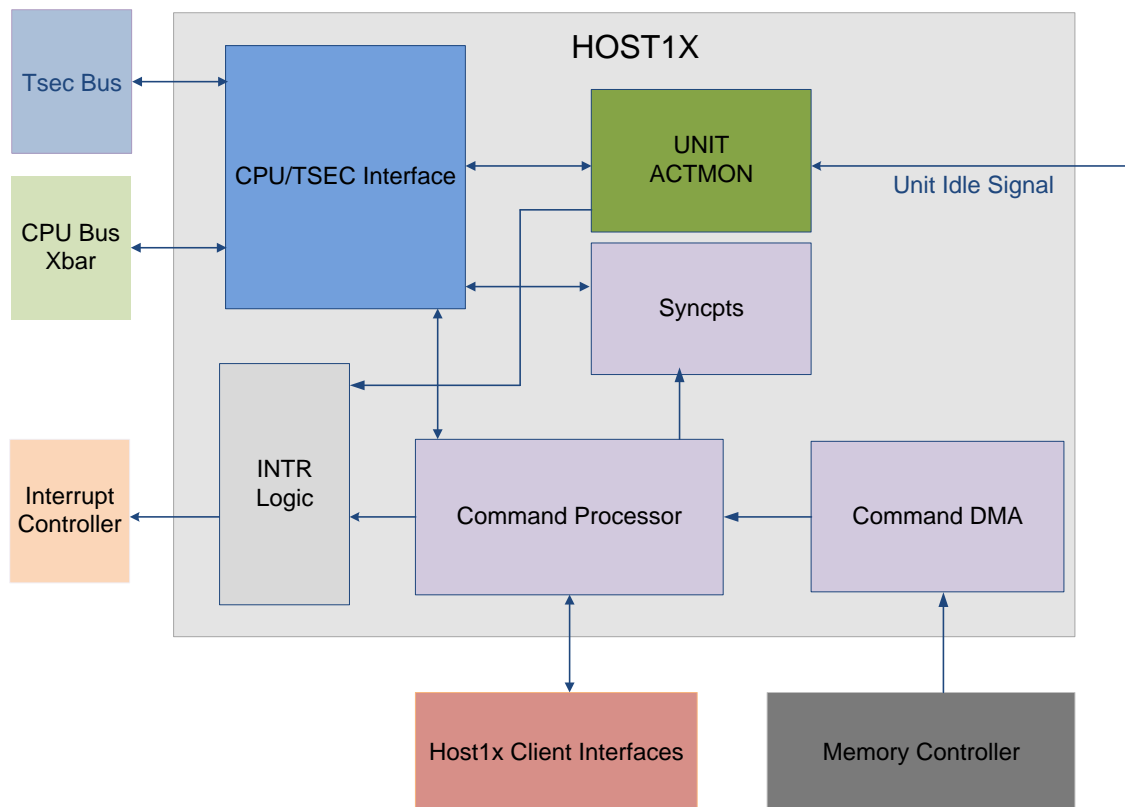 HOST1X
Tsec Bus
CPU/TSEC Interface
UNIT
ACTMON
Unit Idle Signal
CPU Bus
Xbar
Syncpts
INTR
Logic
Interrupt
Controller
Command Processor
Command DMA
Host1x Client Interfaces
Memory Controller